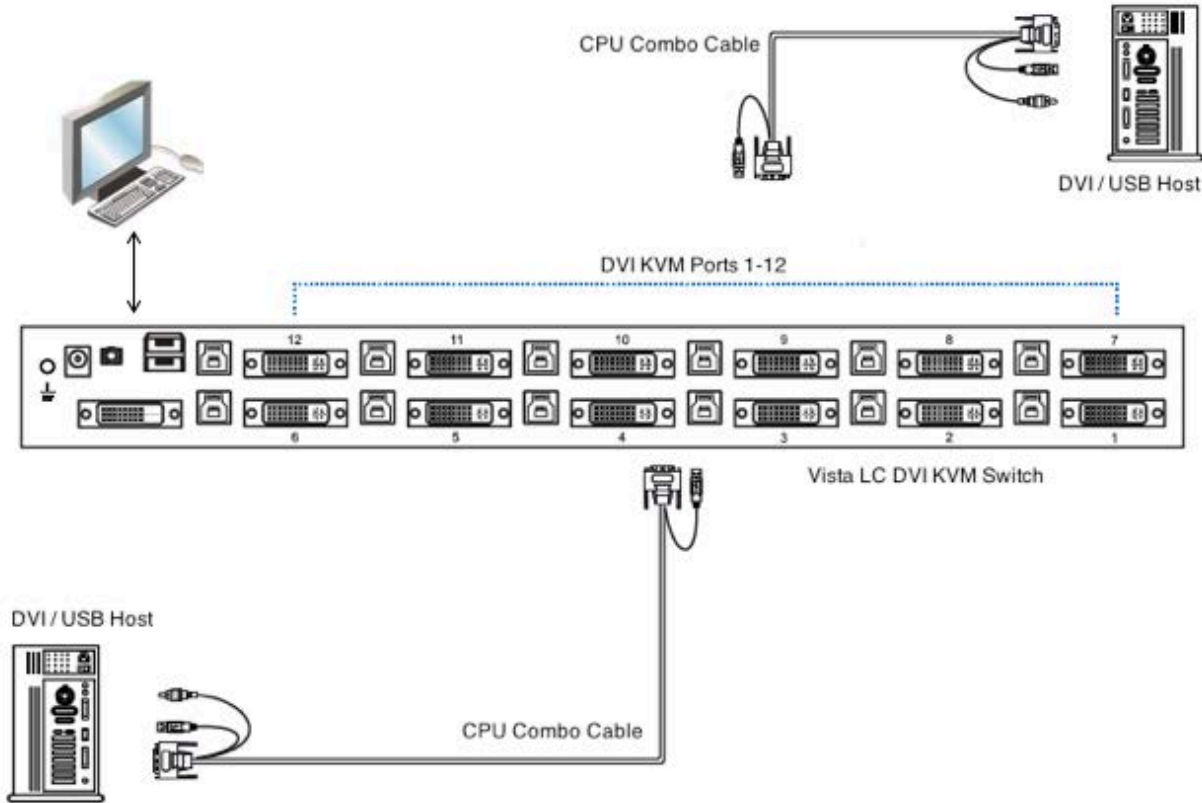 CPU Combo Cable
DVI / USB Host
DVI KVM Ports 1-12
12 11 10 9 8 7
6 5 4 3 2 1
Vista LC DVI KVM Switch
DVI / USB Host
CPU Combo Cable